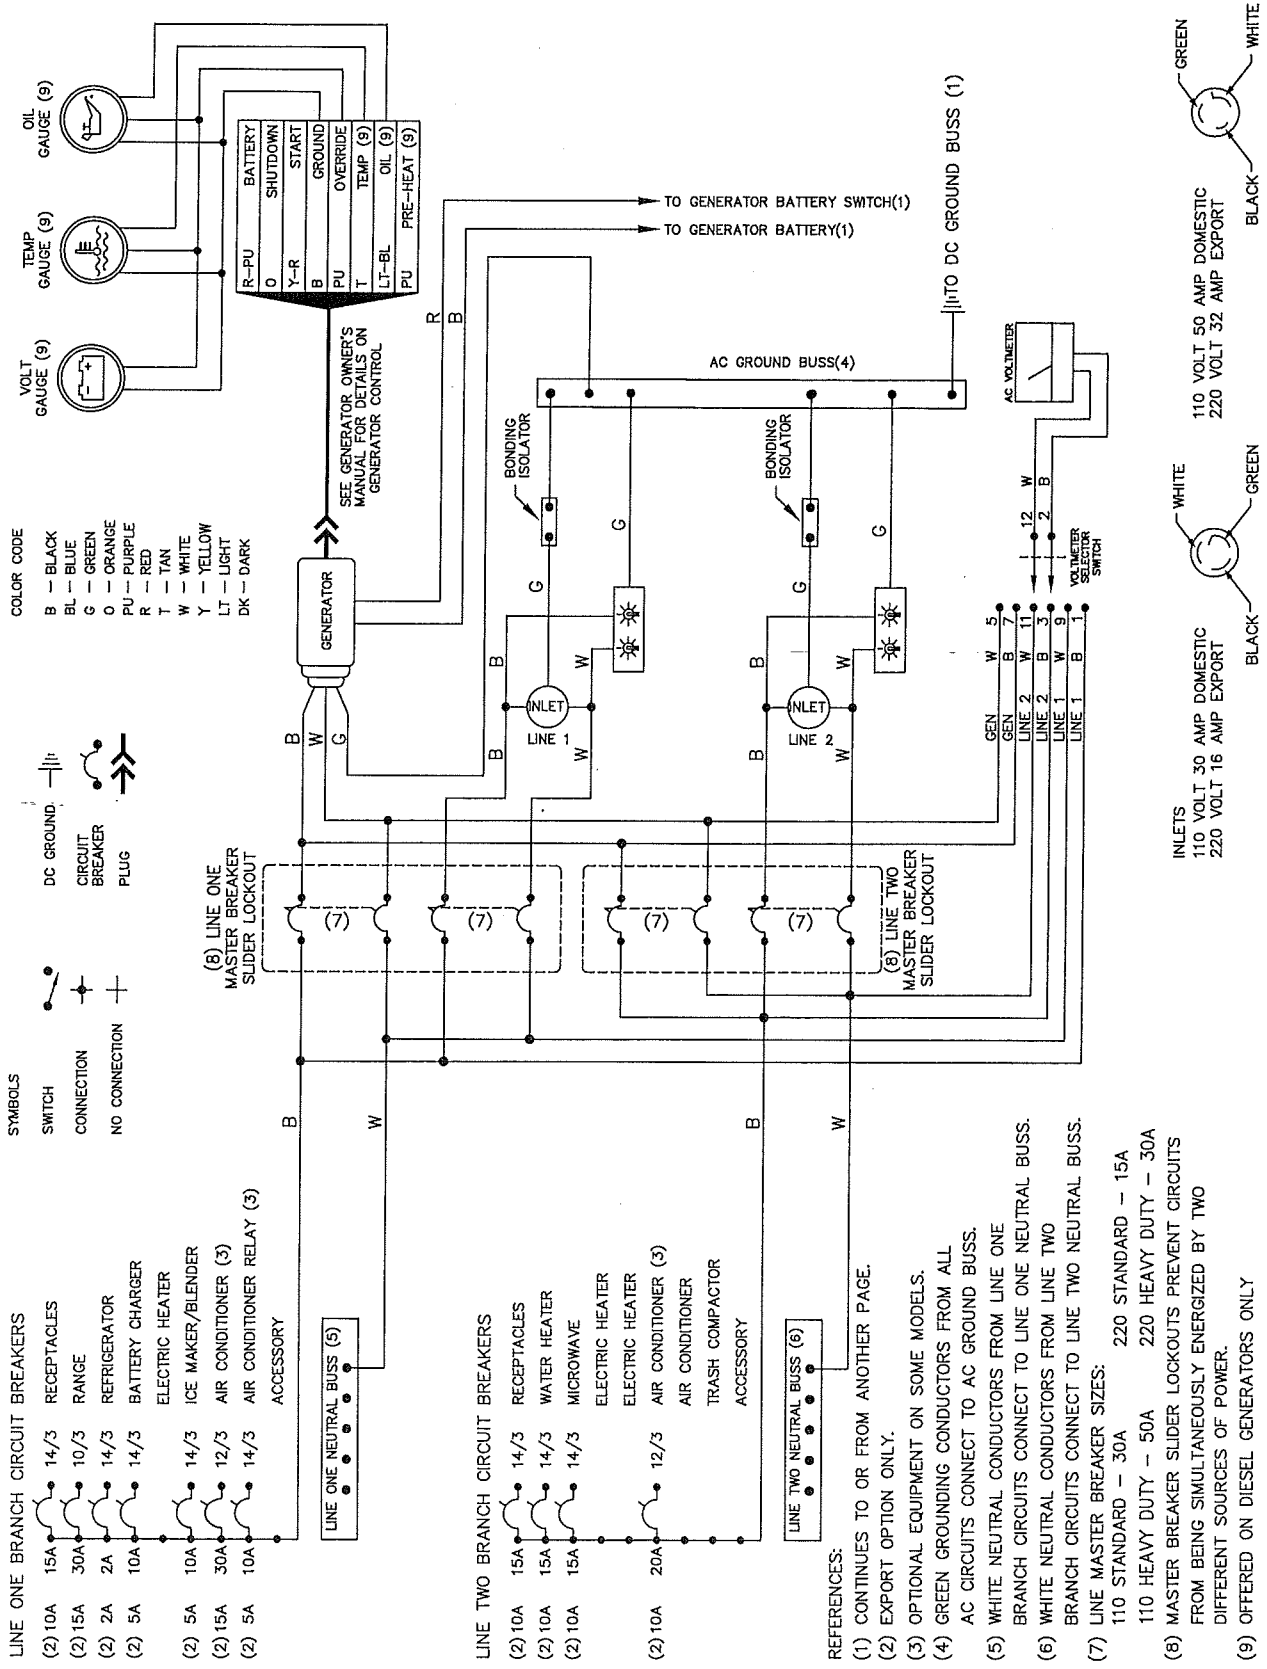 LINE ONE BRANCH CIRCUIT BREAKERS
(2) 10A 15A 14/3 RECEPTACLES
(2) 15A 30A 10/3 RANGE
(2) 2A 2A 14/3 REFRIGERATOR
(2) 5A 10A 14/3 BATTERY CHARGER
ELECTRIC HEATER
(2) 5A 10A 14/3 ICE MAKER/BLENDER
(2) 15A 30A 12/3 AIR CONDITIONER (3)
(2) 5A 10A 14/3 AIR CONDITIONER RELAY (3)
ACCESSORY
LINE ONE NEUTRAL BUSS (5)
LINE TWO BRANCH CIRCUIT BREAKERS
(2) 10A 15A 14/3 RECEPTACLES
(2) 10A 15A 14/3 WATER HEATER
(2) 10A 15A 14/3 MICROWAVE
ELECTRIC HEATER
ELECTRIC HEATER
(2) 10A 20A 12/3 AIR CONDITIONER (3)
AIR CONDITIONER
TRASH COMPACTOR
ACCESSORY
LINE TWO NEUTRAL BUSS (6)
REFERENCES:
(1) CONTINUES TO OR FROM ANOTHER PAGE.
(2) EXPORT OPTION ONLY.
(3) OPTIONAL EQUIPMENT ON SOME MODELS.
(4) GREEN GROUNDING CONDUCTORS FROM ALL
AC CIRCUITS CONNECT TO AC GROUND BUSS.
(5) WHITE NEUTRAL CONDUCTORS FROM LINE ONE
BRANCH CIRCUITS CONNECT TO LINE ONE NEUTRAL BUSS.
(6) WHITE NEUTRAL CONDUCTORS FROM LINE TWO
BRANCH CIRCUITS CONNECT TO LINE TWO NEUTRAL BUSS.
(7) LINE MASTER BREAKER SIZES:
110 STANDARD – 30A 220 STANDARD – 15A
110 HEAVY DUTY – 50A 220 HEAVY DUTY – 30A
(8) MASTER BREAKER SLIDER LOCKOUTS PREVENT CIRCUITS
FROM BEING SIMULTANEOUSLY ENERGIZED BY TWO
DIFFERENT SOURCES OF POWER.
(9) OFFERED ON DIESEL GENERATORS ONLY
SYMBOLS
SWITCH
CONNECTION
NO CONNECTION
DC GROUND
CIRCUIT
BREAKER
PLUG
COLOR CODE
B – BLACK
BL – BLUE
G – GREEN
O – ORANGE
PU – PURPLE
R – RED
T – TAN
W – WHITE
Y – YELLOW
LT – LIGHT
DK – DARK
B
W
B
W
(8) LINE ONE
MASTER BREAKER
SLIDER LOCKOUT
(7)
(7)
(7)
(7)
(8) LINE TWO
MASTER BREAKER
SLIDER LOCKOUT
B
W
G
GENERATOR
SEE GENERATOR OWNER'S
MANUAL FOR DETAILS ON
GENERATOR CONTROL
VOLT
GAUGE (9)
TEMP
GAUGE (9)
OIL
GAUGE (9)
R–PU BATTERY
O SHUTDOWN
Y–R START
B GROUND
PU OVERRIDE
T TEMP (9)
LT–BL OIL (9)
PU PRE–HEAT (9)
R
B
TO GENERATOR BATTERY SWITCH(1)
TO GENERATOR BATTERY(1)
B
B
INLET
LINE 1
W
W
G
G
BONDING
ISOLATOR
B
B
INLET
LINE 2
W
W
G
G
BONDING
ISOLATOR
AC GROUND BUSS(4)
TO DC GROUND BUSS (1)
GEN W 5
GEN B 7
LINE 2 W 11
LINE 2 B 3
LINE 1 W 9
LINE 1 B 1
12 W
2 B
VOLTMETER
SELECTOR
SWITCH
AC VOLTMETER
INLETS
110 VOLT 30 AMP DOMESTIC
220 VOLT 16 AMP EXPORT
BLACK
WHITE
GREEN
110 VOLT 50 AMP DOMESTIC
220 VOLT 32 AMP EXPORT
BLACK
GREEN
WHITE